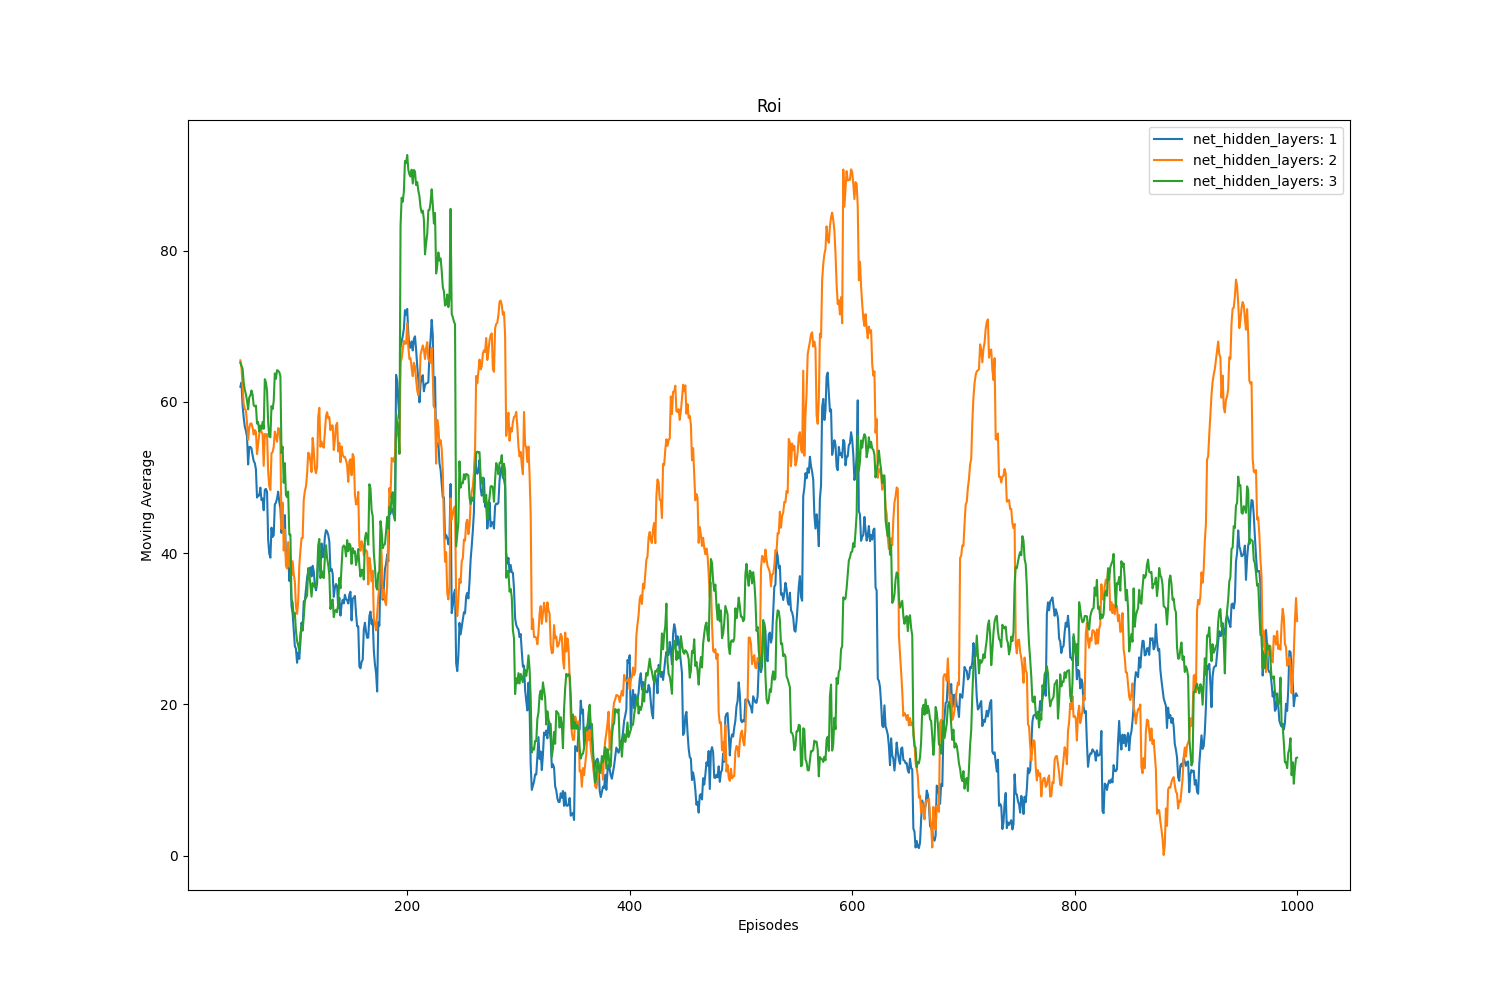 Roi
net_hidden_layers: 1
net_hidden_layers: 2
net_hidden_layers: 3
Moving Average
80
60
40
20
0
200
400
600
800
1000
Episodes